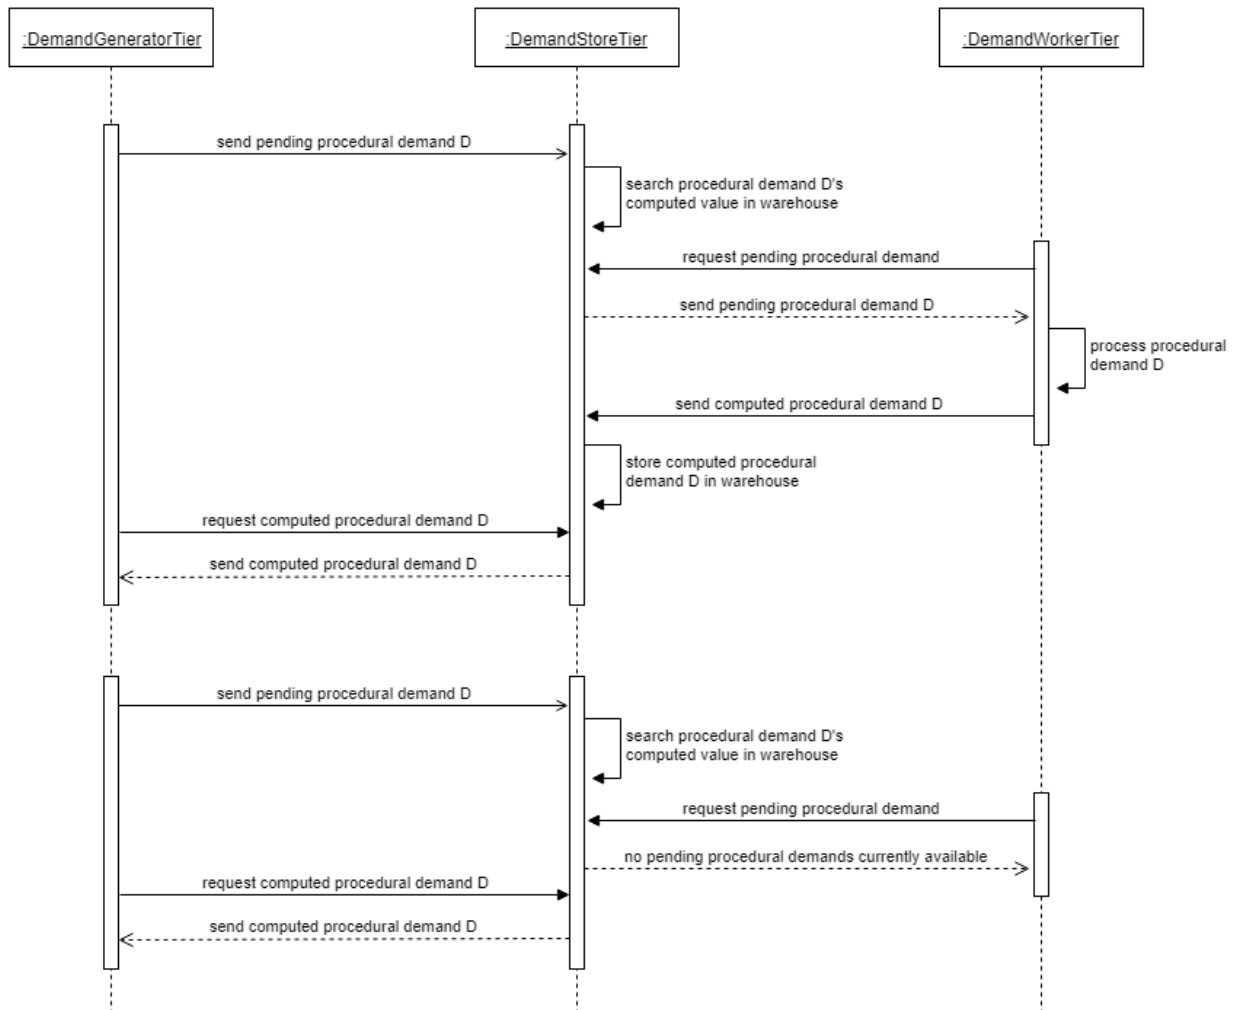 :DemandGeneratorTier
:DemandStoreTier
:DemandWorkerTier
send pending procedural demand D
search procedural demand D's
computed value in warehouse
request pending procedural demand
send pending procedural demand D
process procedural
demand D
send computed procedural demand D
store computed procedural
demand D in warehouse
request computed procedural demand D
send computed procedural demand D
send pending procedural demand D
search procedural demand D's
computed value in warehouse
request pending procedural demand
no pending procedural demands currently available
request computed procedural demand D
send computed procedural demand D